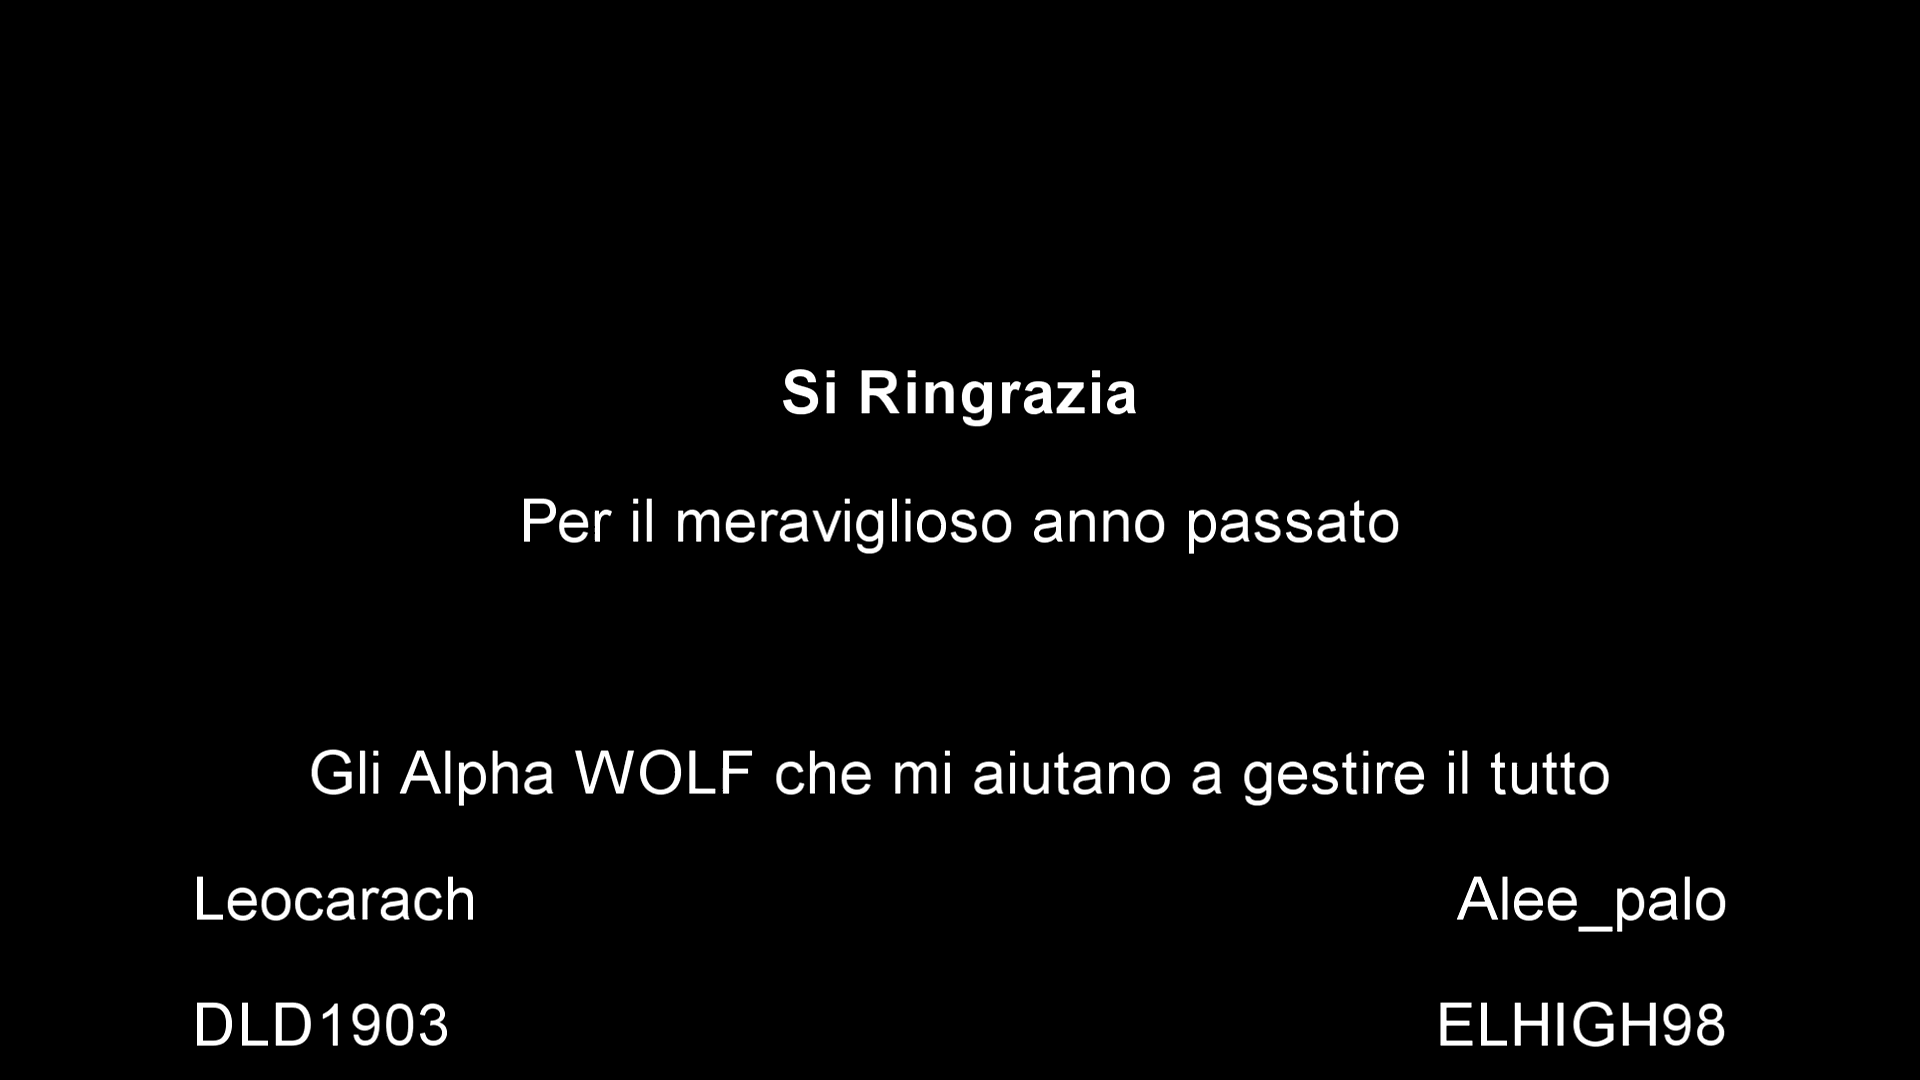 Si Ringrazia
Per il meraviglioso anno passato
Gli Alpha WOLF che mi aiutano a gestire il tutto
Leocarach Alee_palo
DLD1903 ELHIGH98